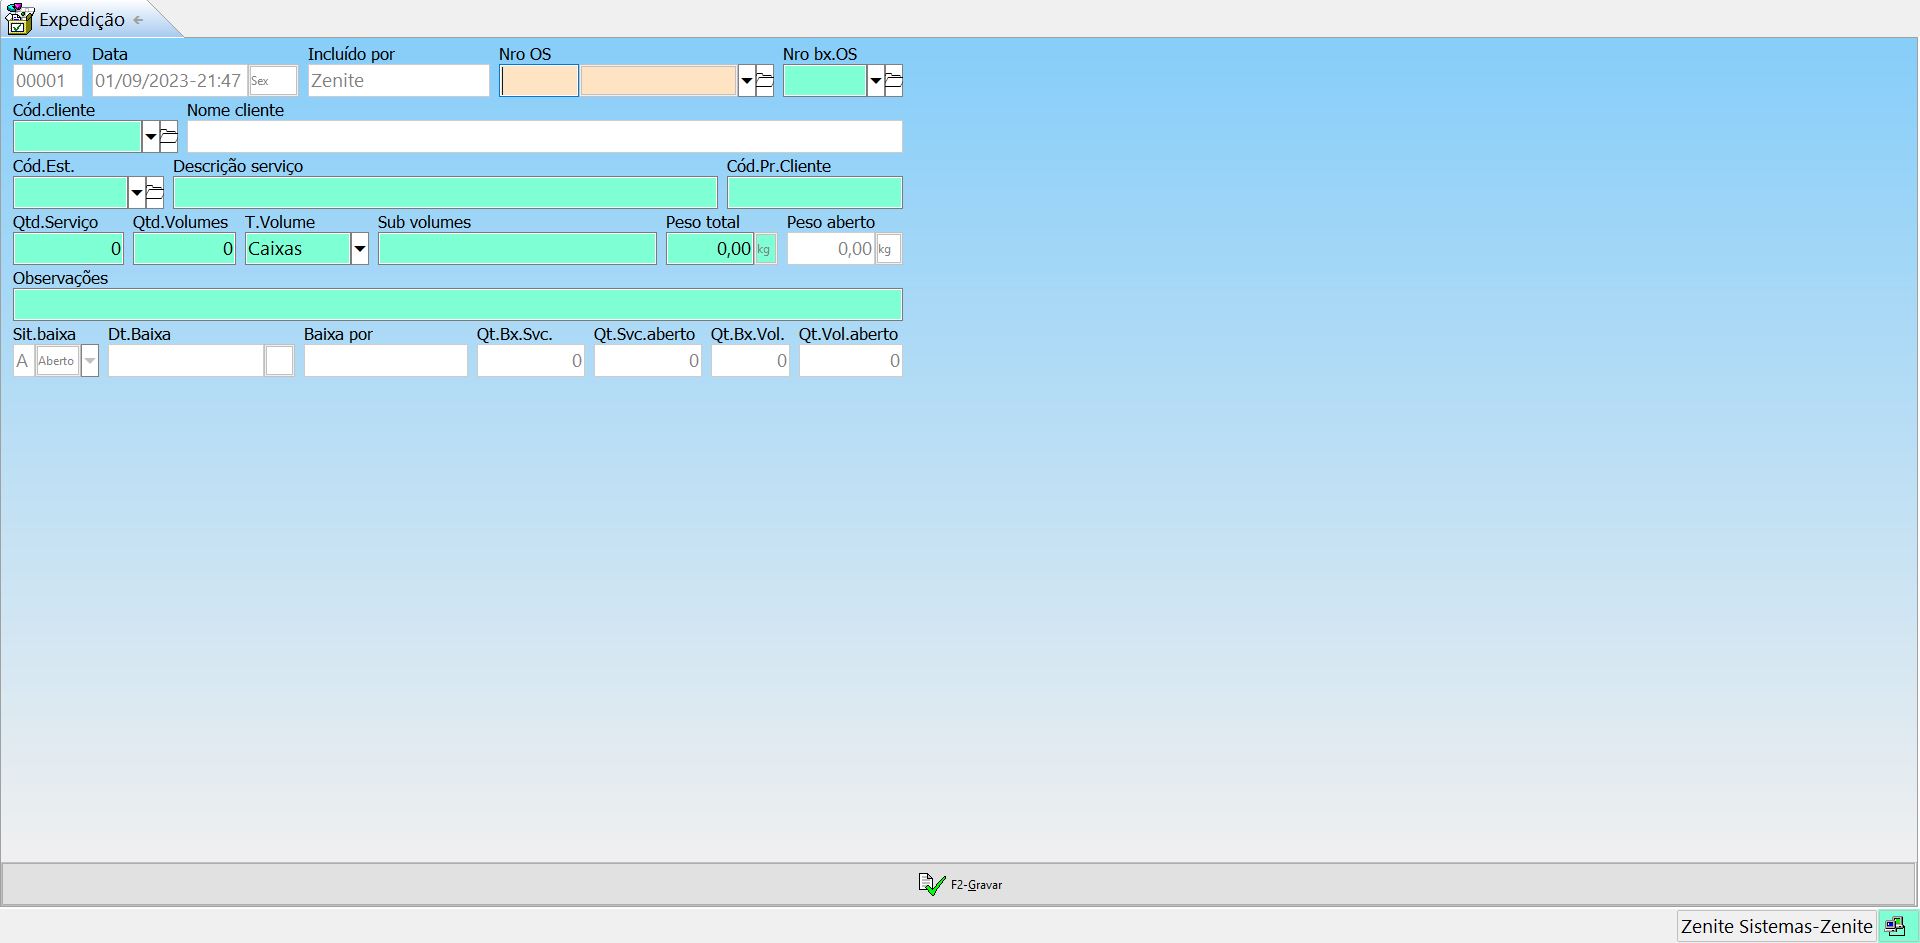 Expedição
Número Data Incluído por Nro OS Nro bx.OS
00001 01/09/2023-21:47 Sex Zenite
Cód.cliente Nome cliente
Cód.Est. Descrição serviço Cód.Pr.Cliente
Qtd.Serviço Qtd.Volumes T.Volume Sub volumes Peso total Peso aberto
0 0 Caixas 0,00 kg 0,00 kg
Observações
Sit.baixa Dt.Baixa Baixa por Qt.Bx.Svc. Qt.Svc.aberto Qt.Bx.Vol. Qt.Vol.aberto
A Aberto 0 0 0 0
F2-Gravar
Zenite Sistemas-Zenite